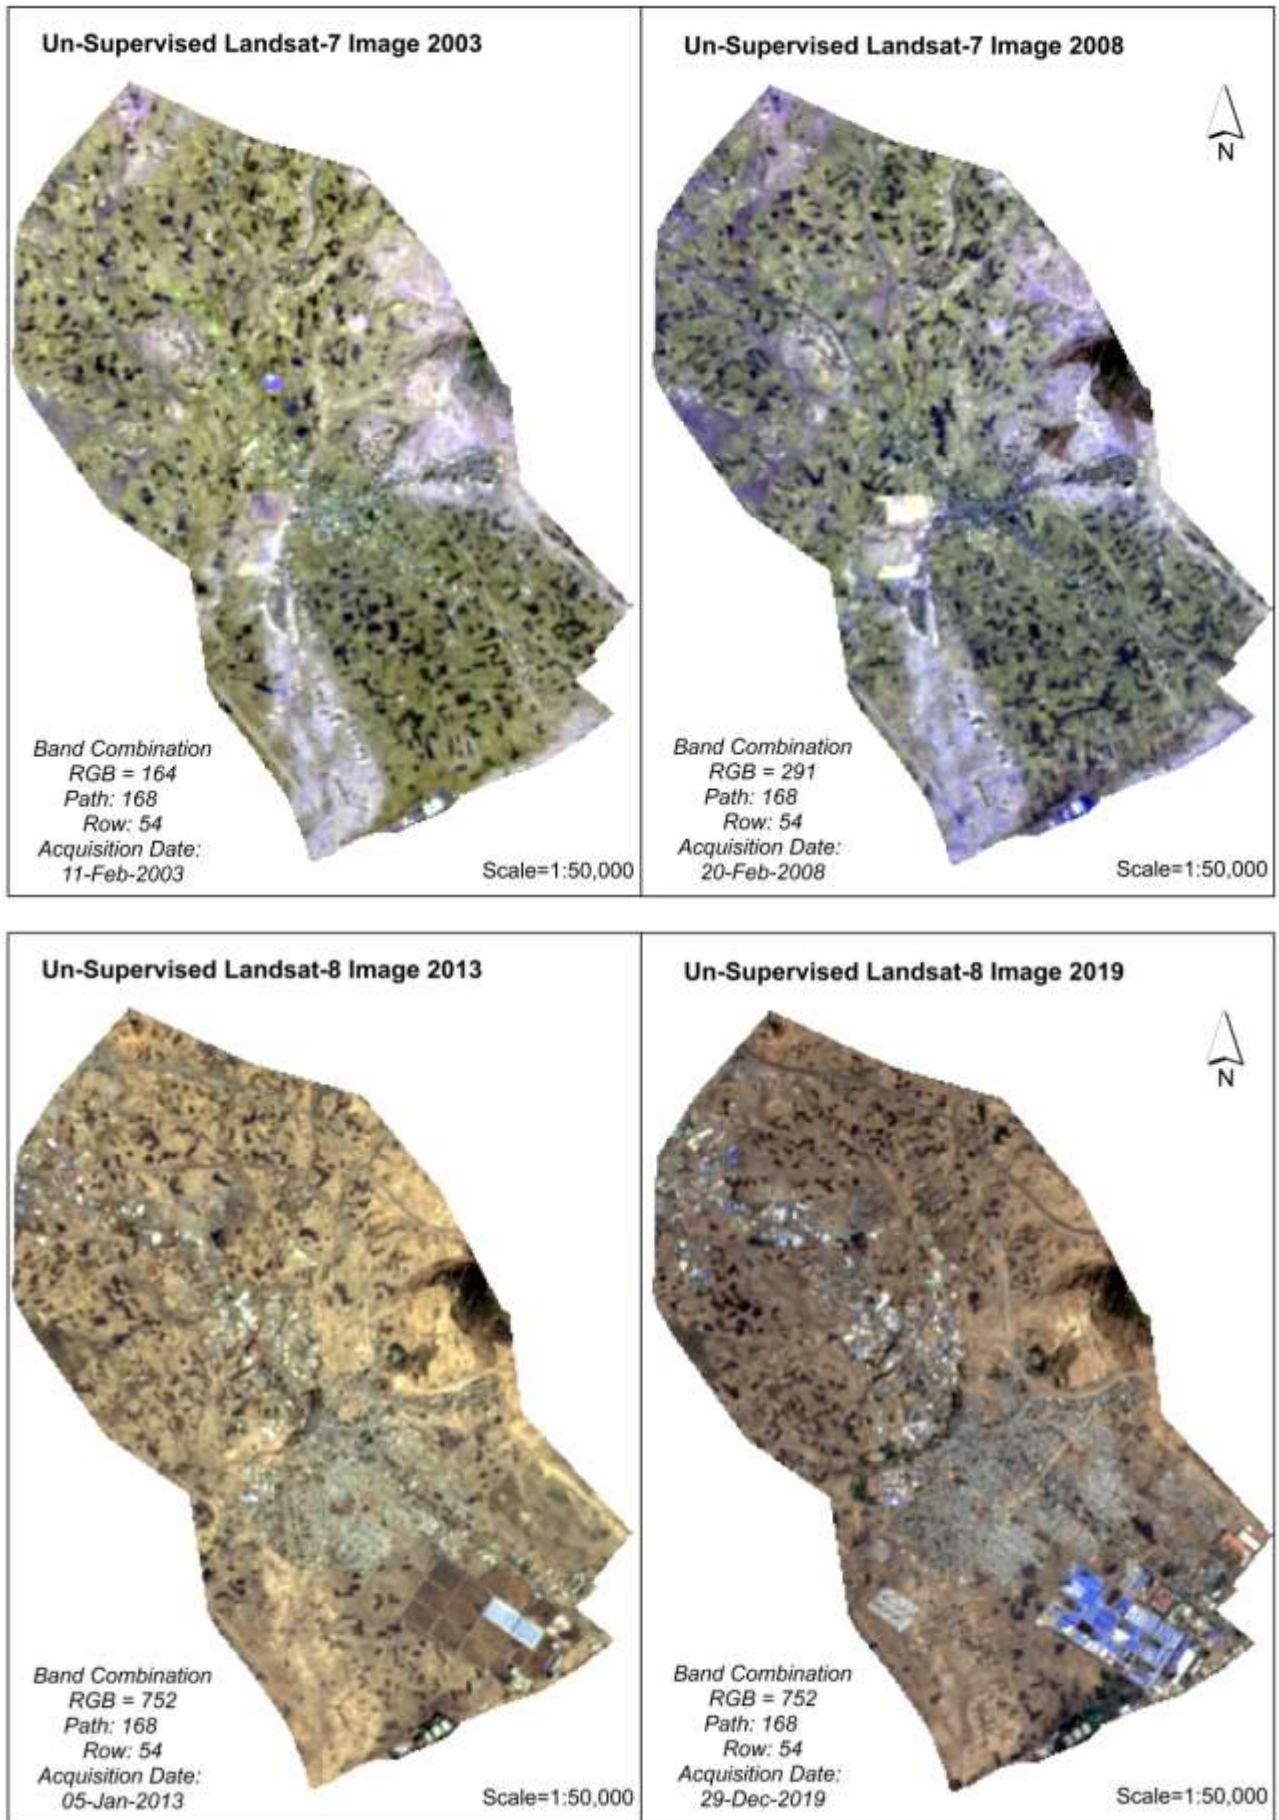 Un-Supervised Landsat-7 Image 2003
Band Combination
RGB = 164
Path: 168
Row: 54
Acquisition Date:
11-Feb-2003
Scale=1:50,000
Un-Supervised Landsat-7 Image 2008
N
Band Combination
RGB = 291
Path: 168
Row: 54
Acquisition Date:
20-Feb-2008
Scale=1:50,000
Un-Supervised Landsat-8 Image 2013
Band Combination
RGB = 752
Path: 168
Row: 54
Acquisition Date:
05-Jan-2013
Scale=1:50,000
Un-Supervised Landsat-8 Image 2019
N
Band Combination
RGB = 752
Path: 168
Row: 54
Acquisition Date:
29-Dec-2019
Scale=1:50,000